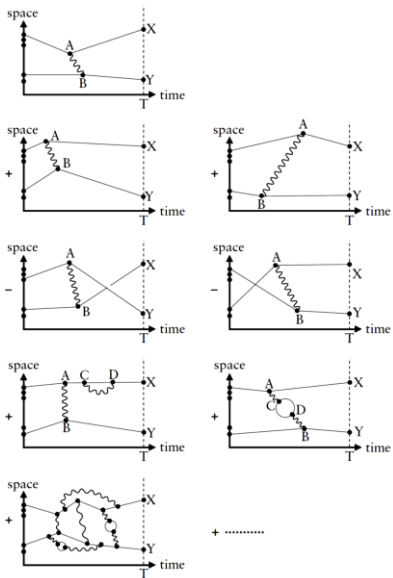 space
A
X
B
Y
T
time
space
A
X
B
Y
T
time
+
space
A
X
B
Y
T
time
+
space
A
X
B
Y
T
time
−
space
A
X
B
Y
T
time
−
space
A C D X
B
Y
T
time
+
space
A
X
C
D
B
Y
T
time
+
space
X
Y
T
time
+
+ ...........